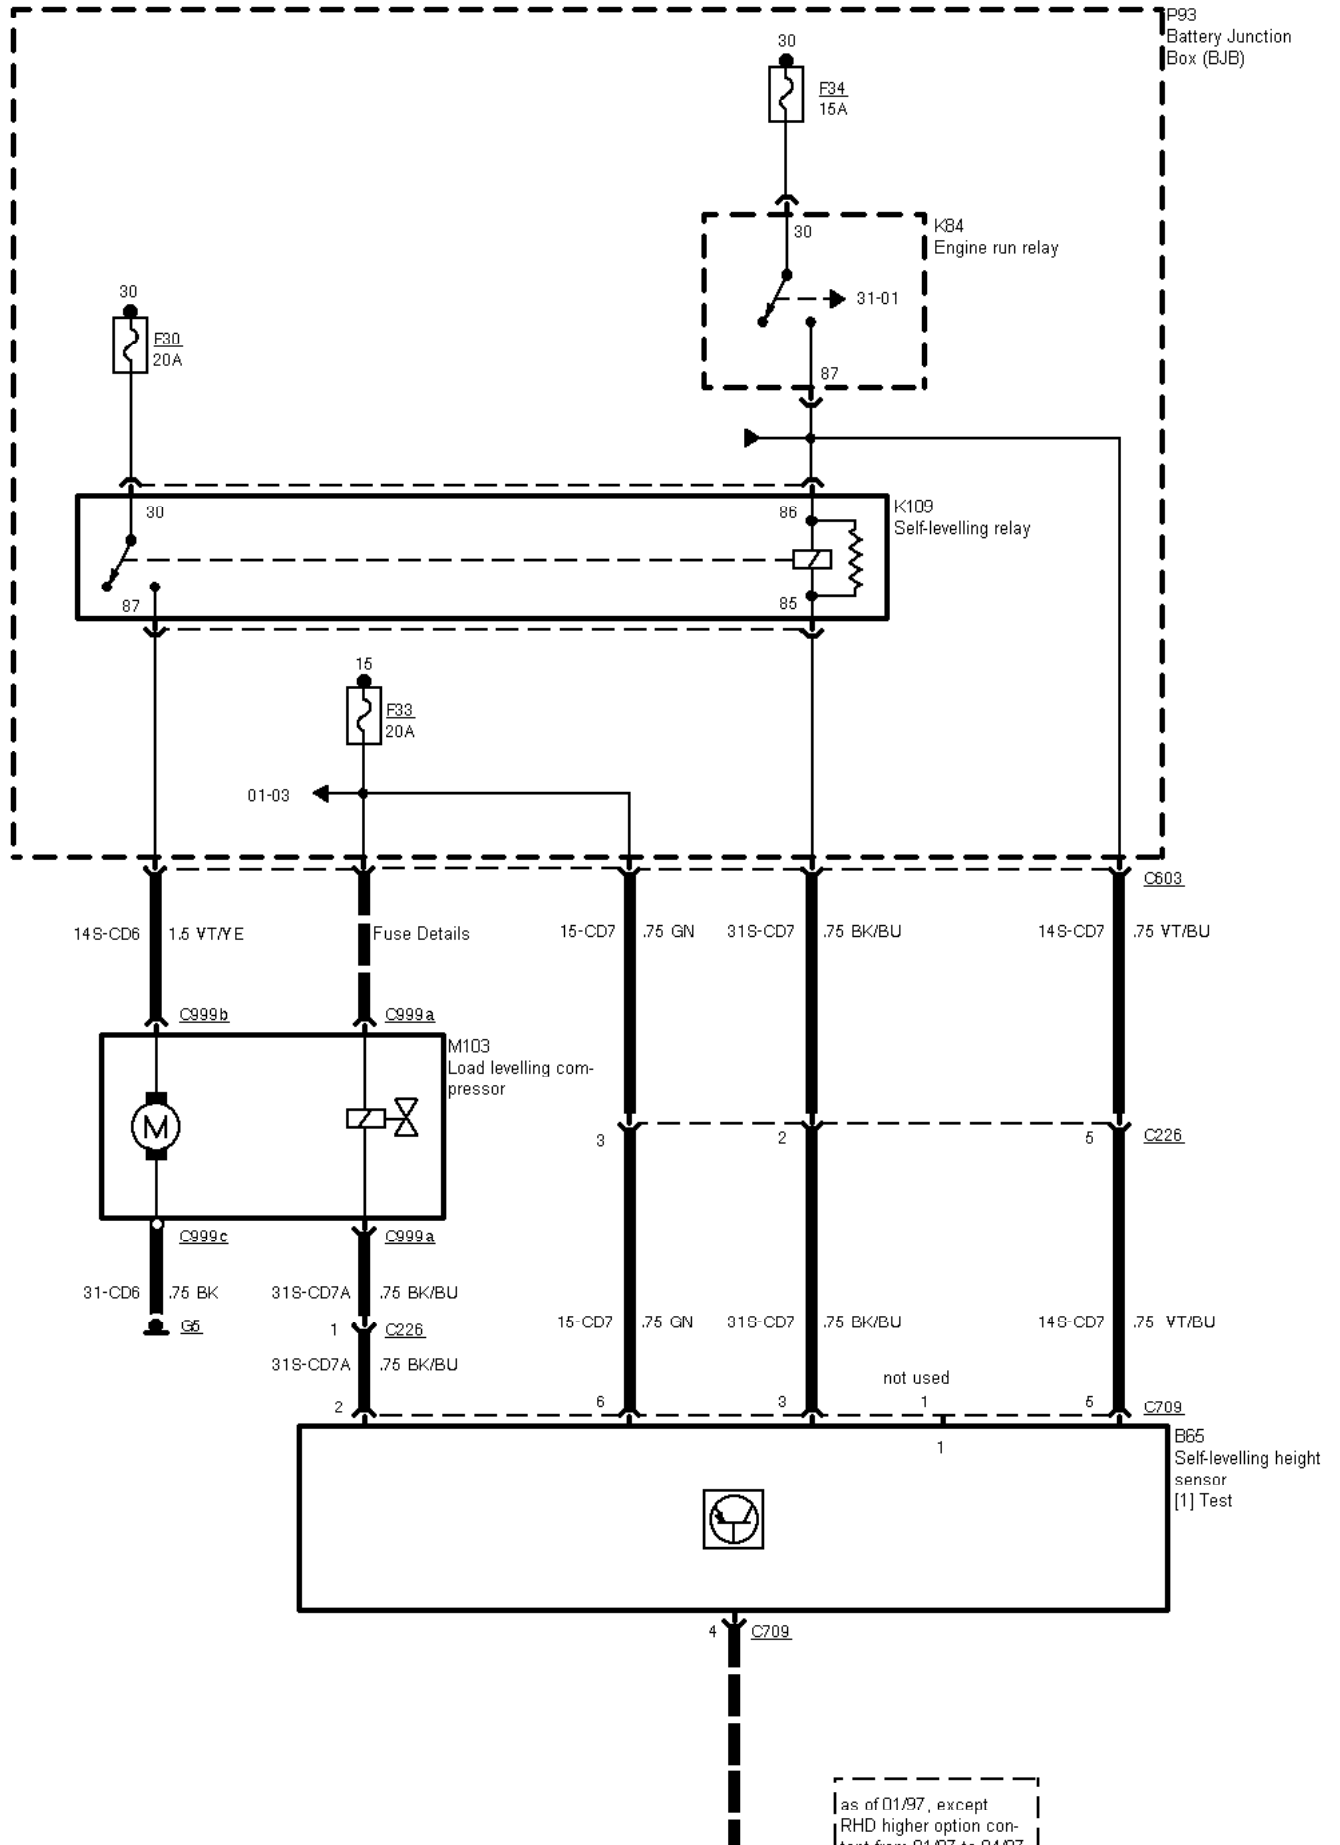 P93
Battery Junction
Box (BJB)
30
F34
15A
30
K84
Engine run relay
31-01
30
F30
20A
87
30
86
K109
Self-levelling relay
87
85
15
F33
20A
01-03
C603
14S-CD6
1.5 VT/YE
Fuse Details
15-CD7
.75 GN
31S-CD7
.75 BK/BU
14S-CD7
.75 VT/BU
C999b
C999a
M103
Load levelling com-
pressor
M
3
2
5
C226
C999c
C999a
31-CD6
.75 BK
31S-CD7A
.75 BK/BU
G5
1
C226
15-CD7
.75 GN
31S-CD7
.75 BK/BU
14S-CD7
.75 VT/BU
31S-CD7A
.75 BK/BU
not used
2
6
3
1
5
C709
1
B65
Self-levelling height
sensor
[1] Test
4
C709
as of 01/97, except
RHD higher option con-